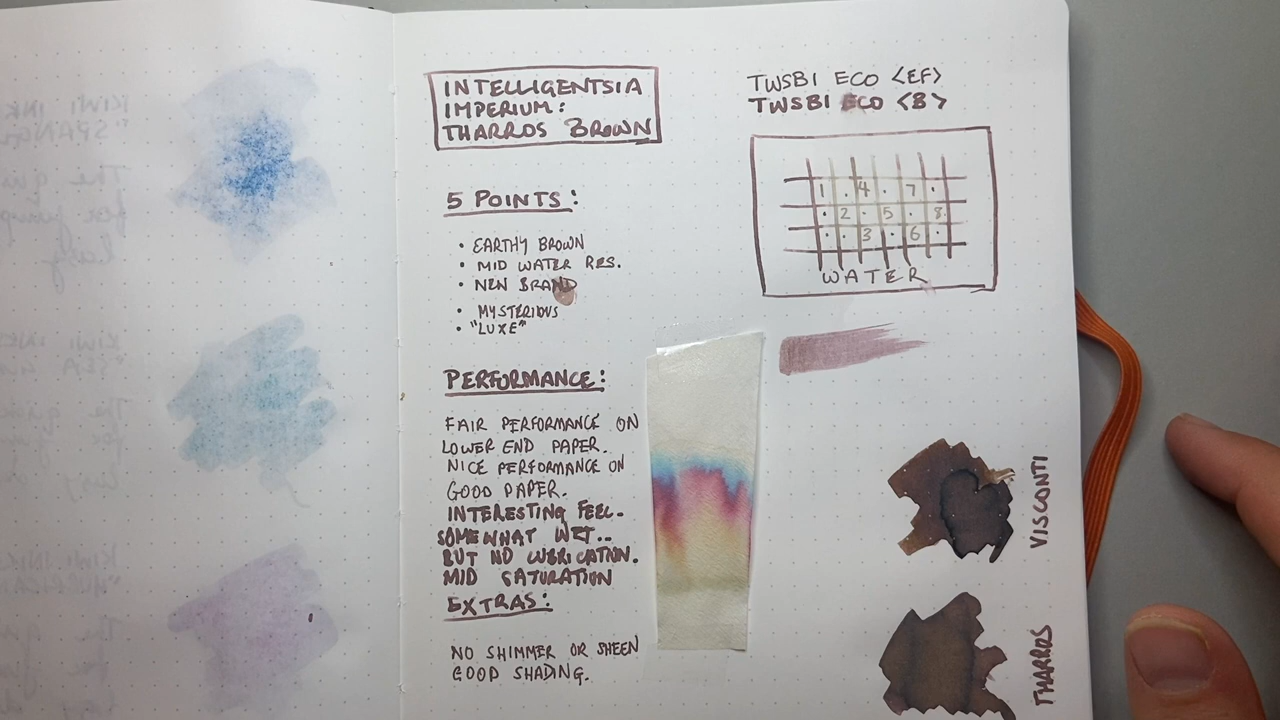 INTELLIGENTSIA
IMPERIUM:
THARROS BROWN
5 POINTS:
• EARTHY BROWN
• MID WATER RES.
• NEW BRAND
• MYSTERIOUS
• "LUXE"
PERFORMANCE:
FAIR PERFORMANCE ON
LOWER END PAPER.
NICE PERFORMANCE ON
GOOD PAPER.
INTERESTING FEEL.
SOMEWHAT WET...
BUT NO LUBRICATION.
MID SATURATION
EXTRAS:
NO SHIMMER OR SHEEN
GOOD SHADING.
TWSBI ECO <EF>
TWSBI ECO <B>
1 . 4 . 7 .
. 2 . 5 . 8
. . 3 . 6 .
WATER
VISCONTI
THARROS